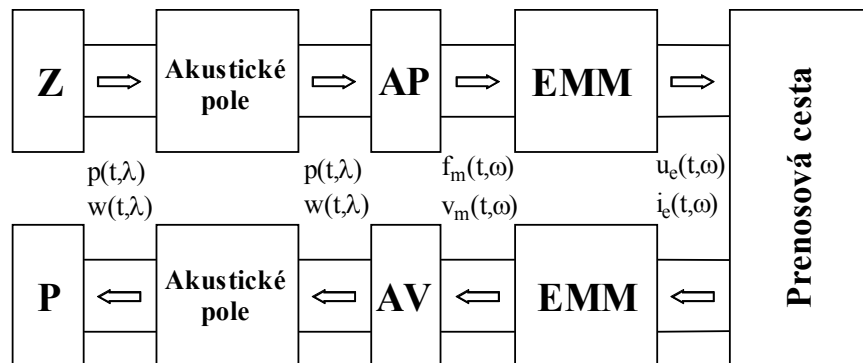 Z
Akustické
pole
AP
EMM
Prenosová cesta
p(t,λ)
w(t,λ)
p(t,λ)
w(t,λ)
f_m(t,ω)
v_m(t,ω)
u_e(t,ω)
i_e(t,ω)
P
Akustické
pole
AV
EMM